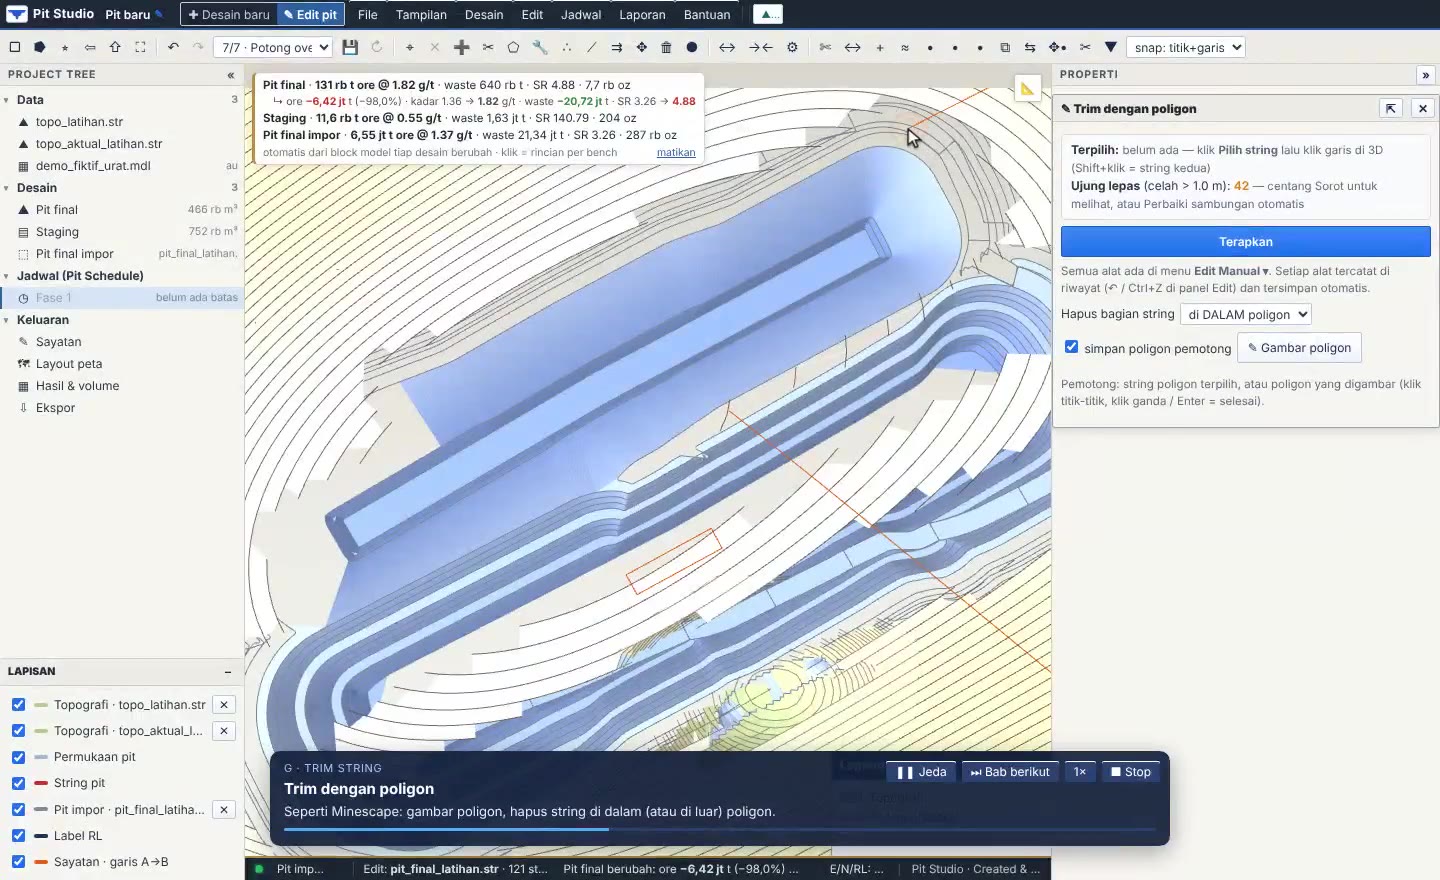 Pit Studio Pit baru + Desain baru Edit pit File Tampilan Desain Edit Jadwal Laporan Bantuan
7/7 · Potong ove snap: titik+garis
PROJECT TREE «
Data 3
topo_latihan.str
topo_aktual_latihan.str
demo_fiktif_urat.mdl au
Desain 3
Pit final 466 rb m³
Staging 752 rb m³
Pit final impor pit_final_latihan.
Jadwal (Pit Schedule)
Fase 1 belum ada batas
Keluaran
Sayatan
Layout peta
Hasil & volume
Ekspor
LAPISAN –
Topografi · topo_latihan.str ✕
Topografi · topo_aktual_l... ✕
Permukaan pit
String pit
Pit impor · pit_final_latiha... ✕
Label RL
Sayatan · garis A→B
Pit final · 131 rb t ore @ 1.82 g/t · waste 640 rb t · SR 4.88 · 7,7 rb oz
↳ ore −6,42 jt t (−98,0%) · kadar 1.36 → 1.82 g/t · waste −20,72 jt t · SR 3.26 → 4.88
Staging · 11,6 rb t ore @ 0.55 g/t · waste 1,63 jt t · SR 140.79 · 204 oz
Pit final impor · 6,55 jt t ore @ 1.37 g/t · waste 21,34 jt t · SR 3.26 · 287 rb oz
otomatis dari block model tiap desain berubah · klik = rincian per bench matikan
PROPERTI »
✎ Trim dengan poligon ✕
Terpilih: belum ada — klik Pilih string lalu klik garis di 3D
(Shift+klik = string kedua)
Ujung lepas (celah > 1.0 m): 42 — centang Sorot untuk
melihat, atau Perbaiki sambungan otomatis
Terapkan
Semua alat ada di menu Edit Manual ▾. Setiap alat tercatat di
riwayat (↶ / Ctrl+Z di panel Edit) dan tersimpan otomatis.
Hapus bagian string di DALAM poligon
simpan poligon pemotong ✎ Gambar poligon
Pemotong: string poligon terpilih, atau poligon yang digambar (klik
titik-titik, klik ganda / Enter = selesai).
G · TRIM STRING
❚❚ Jeda ⏭ Bab berikut 1× ■ Stop
Trim dengan poligon
Seperti Minescape: gambar poligon, hapus string di dalam (atau di luar) poligon.
Pit imp... Edit: pit_final_latihan.str · 121 st... Pit final berubah: ore −6,42 jt t (−98,0%) ... E/N/RL: ... Pit Studio · Created & ...